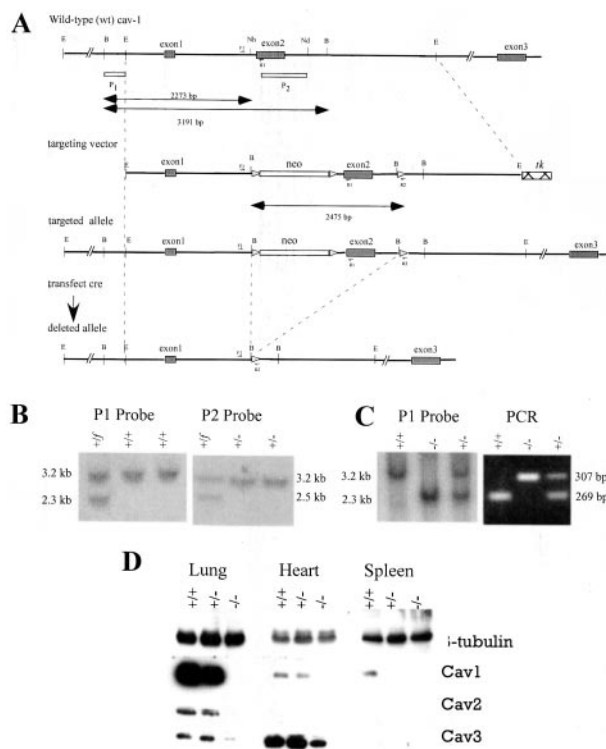 A
Wild-type (wt) cav-1
E B E exon1 Nh exon2 Nd B E exon3
P1 P2
2273 bp
3191 bp
targeting vector
E exon1 B neo exon2 B B E tk
2475 bp
targeted allele
E B E exon1 B neo exon2 B B E exon3
transfect cre
deleted allele
E B E exon1 B B E exon3
B
P1 Probe P2 Probe
+/f +/+ +/+ +/f +/- +/-
3.2 kb 3.2 kb
2.3 kb 2.5 kb
C
P1 Probe PCR
+/+ -/- +/- +/+ -/- +/-
3.2 kb 307 bp
2.3 kb 269 bp
D
Lung Heart Spleen
+/+ +/- -/- +/+ +/- -/- +/+ +/- -/-
-tubulin
Cav1
Cav2
Cav3